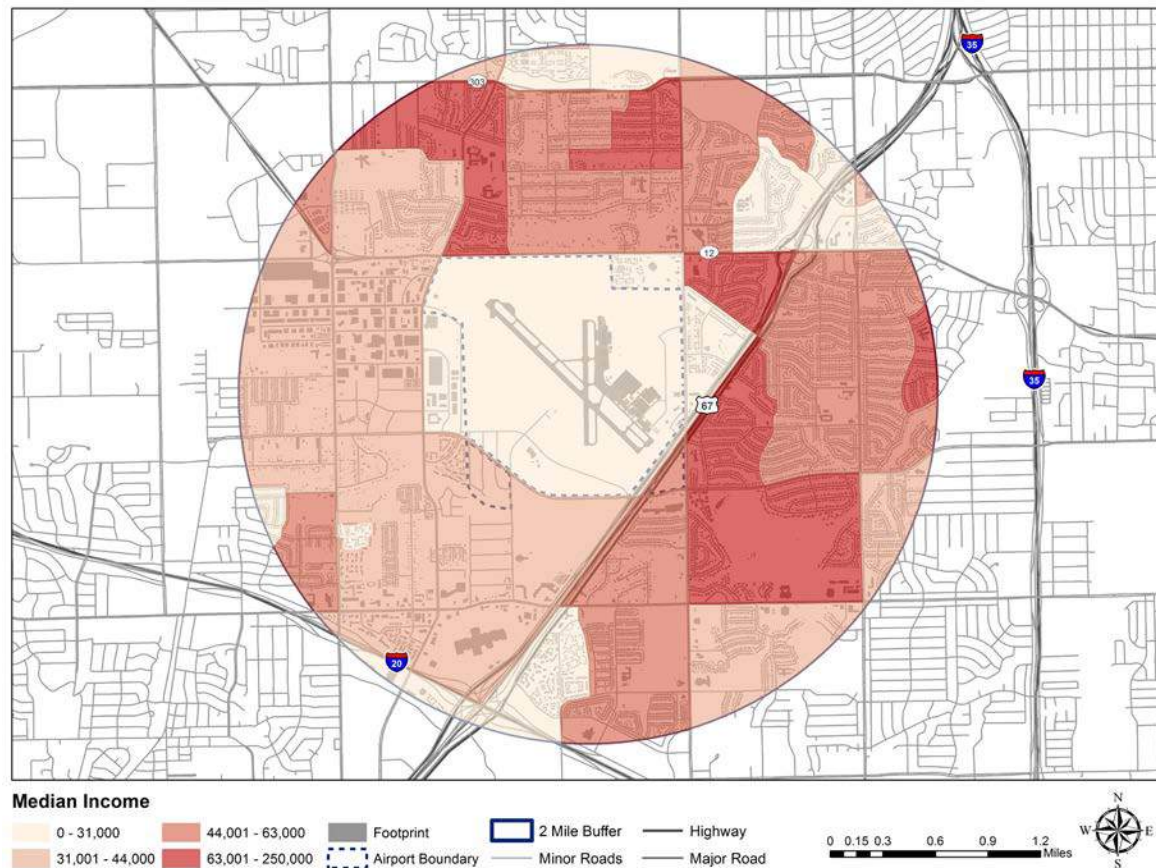 35
303
12
35
67
20
Median Income
0 - 31,000
44,001 - 63,000
Footprint
2 Mile Buffer
Highway
31,001 - 44,000
63,001 - 250,000
Airport Boundary
Minor Roads
Major Road
0 0.15 0.3 0.6 0.9 1.2
Miles
N
W E
S